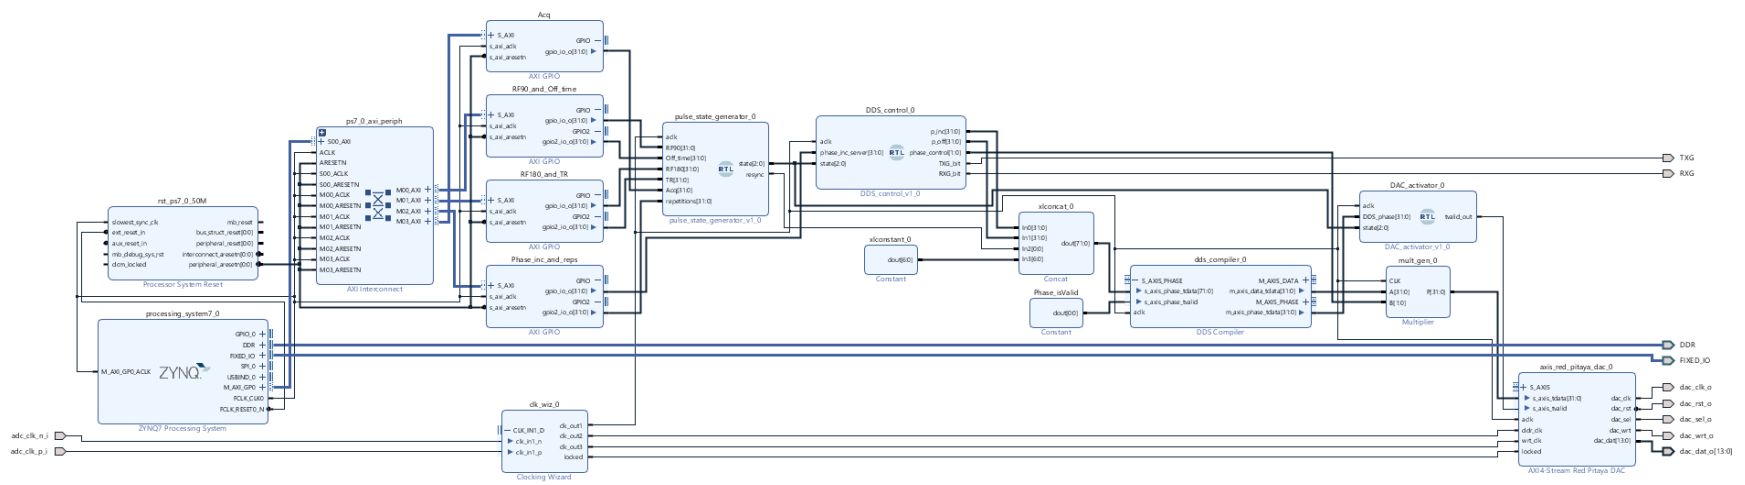 Acq
S_AXI
s_axi_aclk
s_axi_aresetn
GPIO
gpio_io_o[31:0]
AXI GPIO
RF90_and_Off_time
S_AXI
s_axi_aclk
s_axi_aresetn
GPIO
gpio_io_o[31:0]
GPIO2
gpio2_io_o[31:0]
AXI GPIO
RF180_and_TR
S_AXI
s_axi_aclk
s_axi_aresetn
GPIO
gpio_io_o[31:0]
GPIO2
gpio2_io_o[31:0]
AXI GPIO
Phase_inc_and_reps
S_AXI
s_axi_aclk
s_axi_aresetn
GPIO
gpio_io_o[31:0]
GPIO2
gpio2_io_o[31:0]
AXI GPIO
ps7_0_axi_periph
S00_AXI
ACLK
ARESETN
S00_ACLK
S00_ARESETN
M00_ACLK
M00_ARESETN
M01_ACLK
M01_ARESETN
M02_ACLK
M02_ARESETN
M03_ACLK
M03_ARESETN
M00_AXI
M01_AXI
M02_AXI
M03_AXI
AXI Interconnect
rst_ps7_0_50M
slowest_sync_clk
ext_reset_in
aux_reset_in
mb_debug_sys_rst
dcm_locked
mb_reset
bus_struct_reset[0:0]
peripheral_reset[0:0]
interconnect_aresetn[0:0]
peripheral_aresetn[0:0]
Processor System Reset
processing_system7_0
M_AXI_GP0_ACLK
ZYNQ
GPIO_0
DDR
FIXED_IO
SPI_0
USBIND_0
M_AXI_GP0
FCLK_CLK0
FCLK_RESET0_N
ZYNQ7 Processing System
adc_clk_n_i
adc_clk_p_i
clk_wiz_0
CLK_IN1_D
clk_in1_n
clk_in1_p
clk_out1
clk_out2
clk_out3
locked
Clocking Wizard
pulse_state_generator_0
aclk
RF90[31:0]
Off_time[31:0]
RF180[31:0]
TR[31:0]
Acq[31:0]
repetitions[31:0]
RTL
state[2:0]
resync
pulse_state_generator_v1_0
DDS_control_0
aclk
phase_inc_server[31:0]
state[2:0]
RTL
p_inc[31:0]
p_off[31:0]
phase_control[1:0]
TXG_bit
RXG_bit
DDS_control_v1_0
xlconstant_0
dout[6:0]
Constant
xlconcat_0
In0[31:0]
In1[31:0]
In2[0:0]
In3[6:0]
dout[71:0]
Concat
Phase_isValid
dout[0:0]
Constant
dds_compiler_0
S_AXIS_PHASE
s_axis_phase_tdata[71:0]
s_axis_phase_tvalid
aclk
M_AXIS_DATA
m_axis_data_tdata[31:0]
M_AXIS_PHASE
m_axis_phase_tdata[31:0]
DDS Compiler
DAC_activator_0
aclk
DDS_phase[31:0]
state[2:0]
RTL
tvalid_out
DAC_activator_v1_0
mult_gen_0
CLK
A[31:0]
B[1:0]
P[31:0]
Multiplier
axis_red_pitaya_dac_0
S_AXIS
s_axis_tdata[31:0]
s_axis_tvalid
aclk
ddr_clk
wrt_clk
locked
dac_clk
dac_rst
dac_sel
dac_wrt
dac_dat[13:0]
AXI4-Stream Red Pitaya DAC
TXG
RXG
DDR
FIXED_IO
dac_clk_o
dac_rst_o
dac_sel_o
dac_wrt_o
dac_dat_o[13:0]